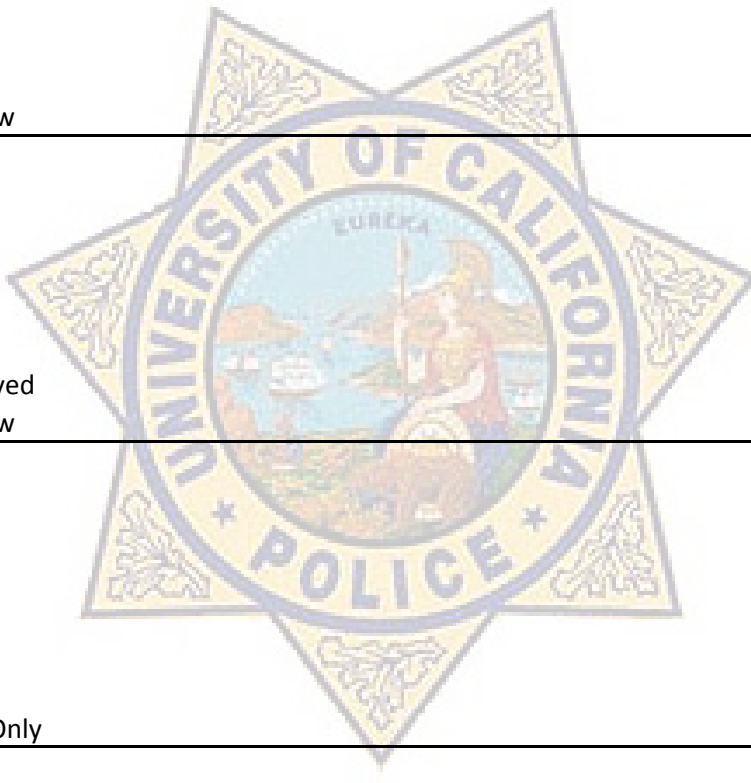 w
UNIVERSITY OF CALIFORNIA
EUREKA
ved
w
* POLICE *
Only